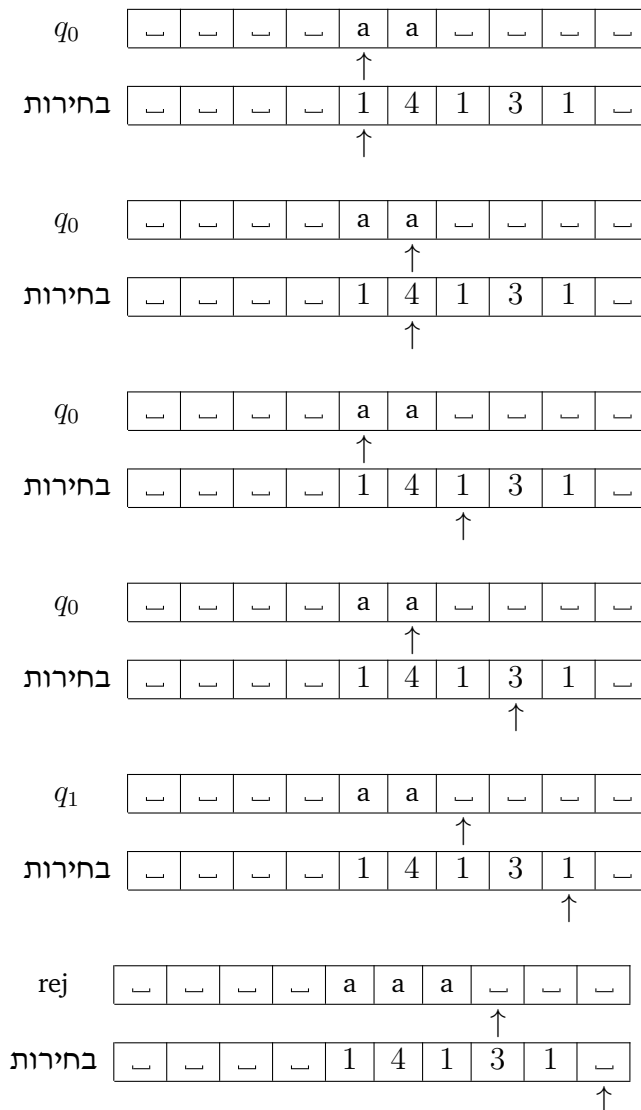 q₀ ␣ ␣ ␣ ␣ a a ␣ ␣ ␣ ␣
↑
בחירות ␣ ␣ ␣ ␣ 1 4 1 3 1 ␣
↑
q₀ ␣ ␣ ␣ ␣ a a ␣ ␣ ␣ ␣
↑
בחירות ␣ ␣ ␣ ␣ 1 4 1 3 1 ␣
↑
q₀ ␣ ␣ ␣ ␣ a a ␣ ␣ ␣ ␣
↑
בחירות ␣ ␣ ␣ ␣ 1 4 1 3 1 ␣
↑
q₀ ␣ ␣ ␣ ␣ a a ␣ ␣ ␣ ␣
↑
בחירות ␣ ␣ ␣ ␣ 1 4 1 3 1 ␣
↑
q₁ ␣ ␣ ␣ ␣ a a ␣ ␣ ␣ ␣
↑
בחירות ␣ ␣ ␣ ␣ 1 4 1 3 1 ␣
↑
rej ␣ ␣ ␣ ␣ a a a ␣ ␣ ␣
↑
בחירות ␣ ␣ ␣ ␣ 1 4 1 3 1 ␣
↑